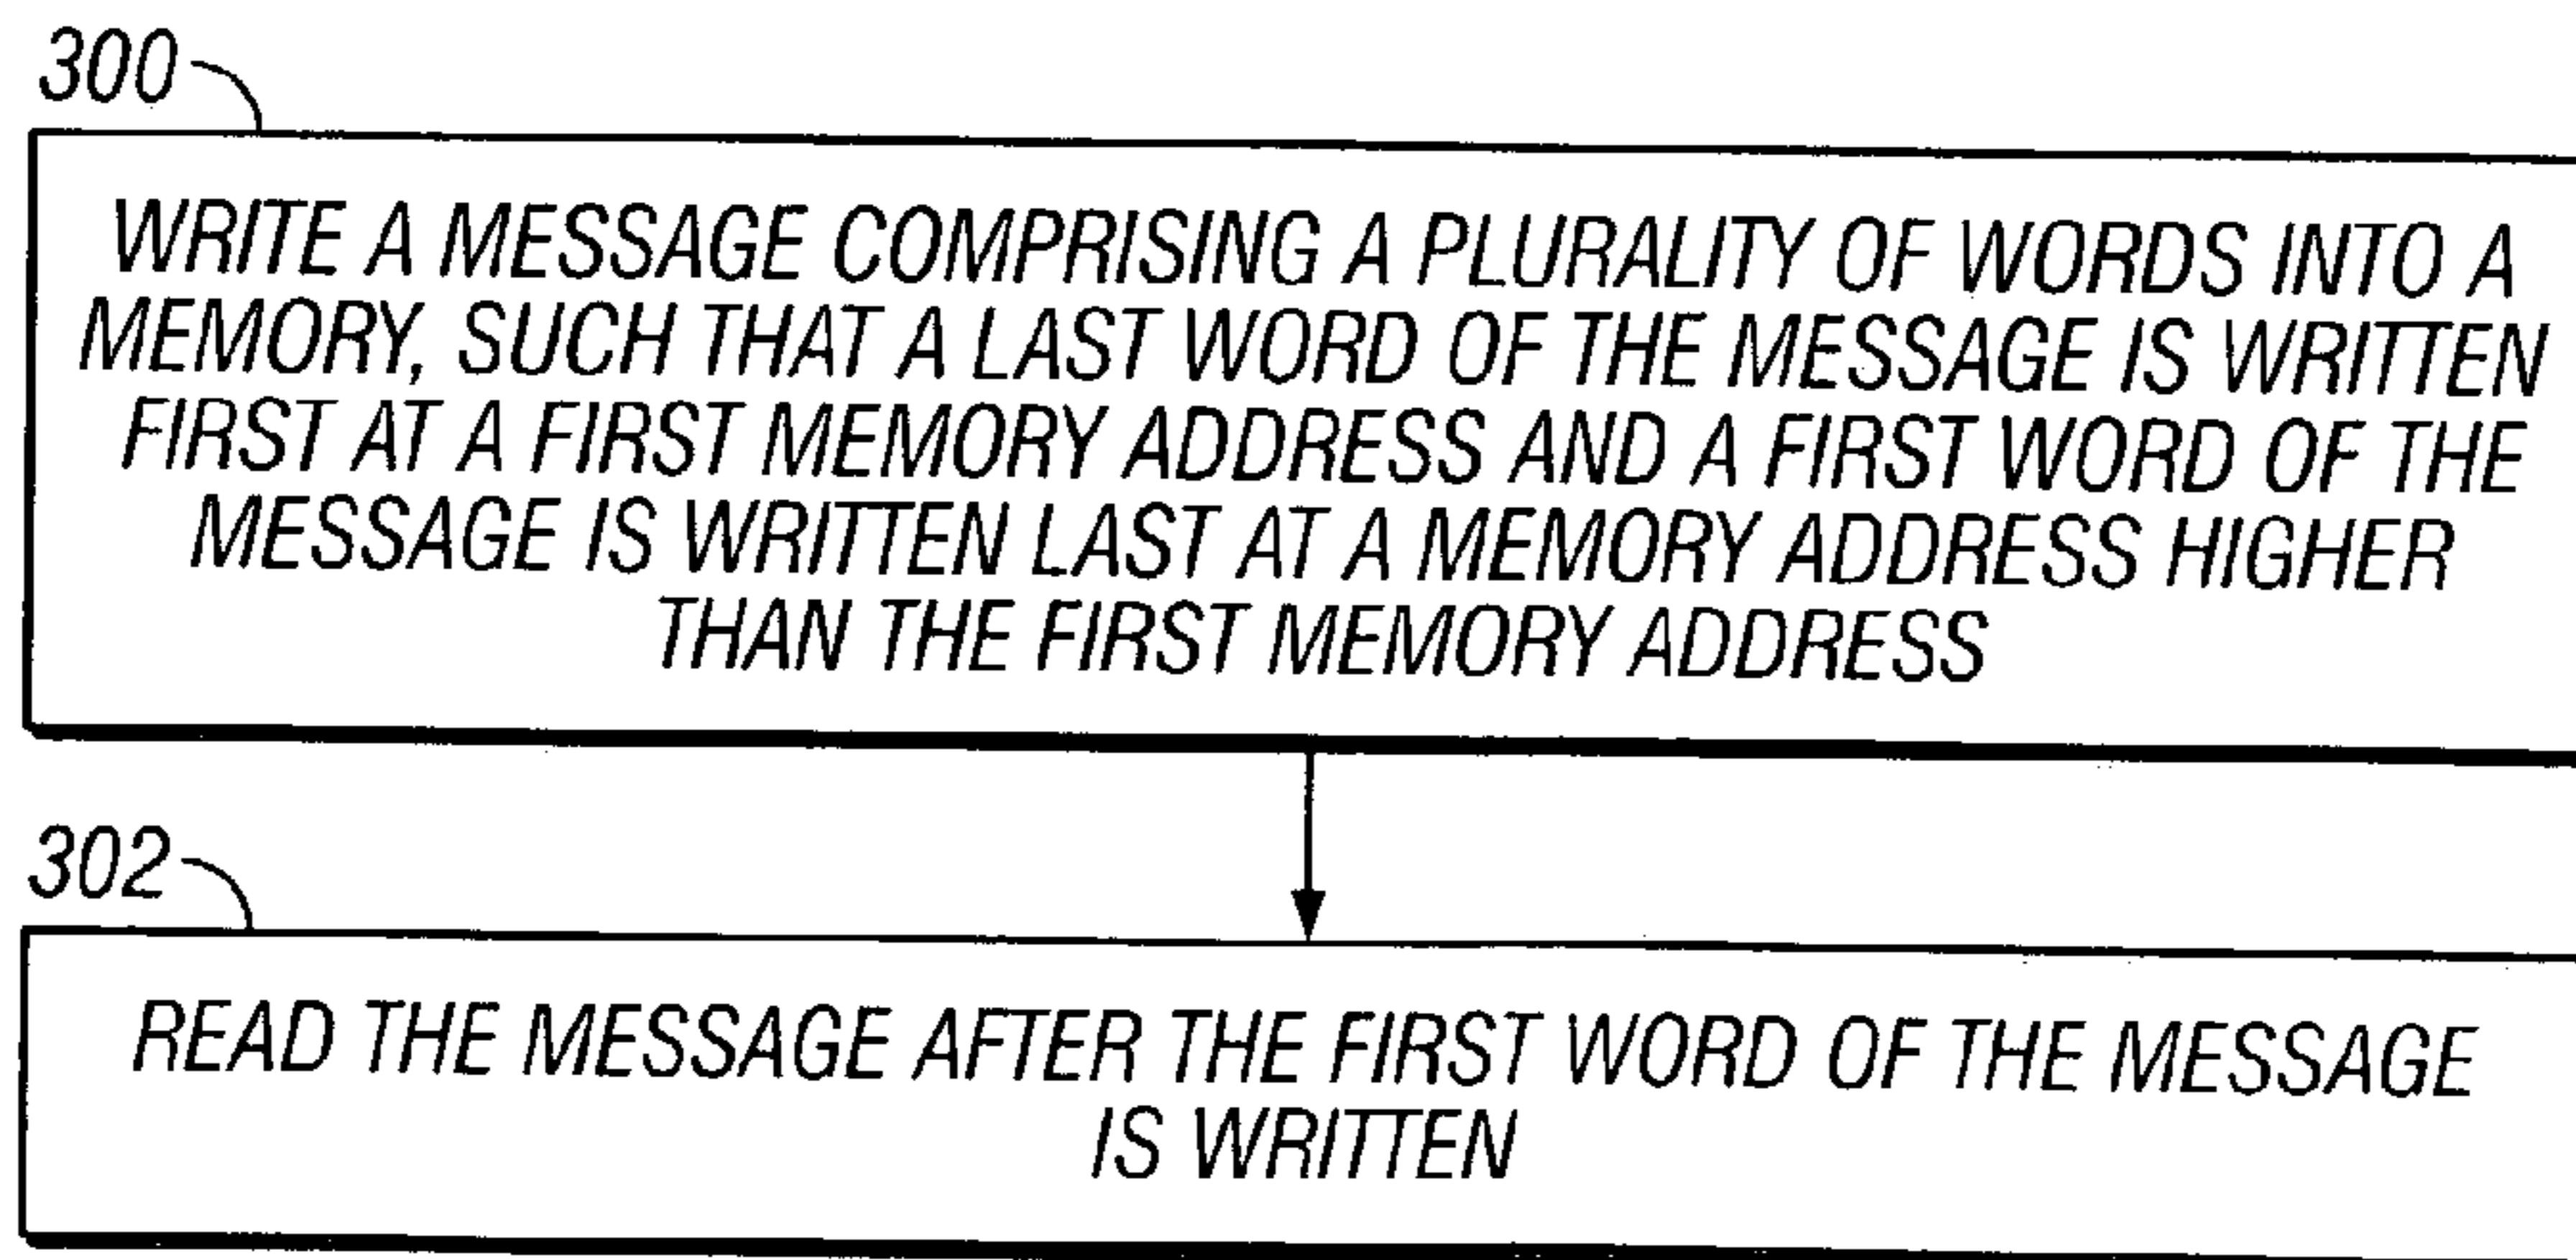 300
WRITE A MESSAGE COMPRISING A PLURALITY OF WORDS INTO A
MEMORY, SUCH THAT A LAST WORD OF THE MESSAGE IS WRITTEN
FIRST AT A FIRST MEMORY ADDRESS AND A FIRST WORD OF THE
MESSAGE IS WRITTEN LAST AT A MEMORY ADDRESS HIGHER
THAN THE FIRST MEMORY ADDRESS
302
READ THE MESSAGE AFTER THE FIRST WORD OF THE MESSAGE
IS WRITTEN